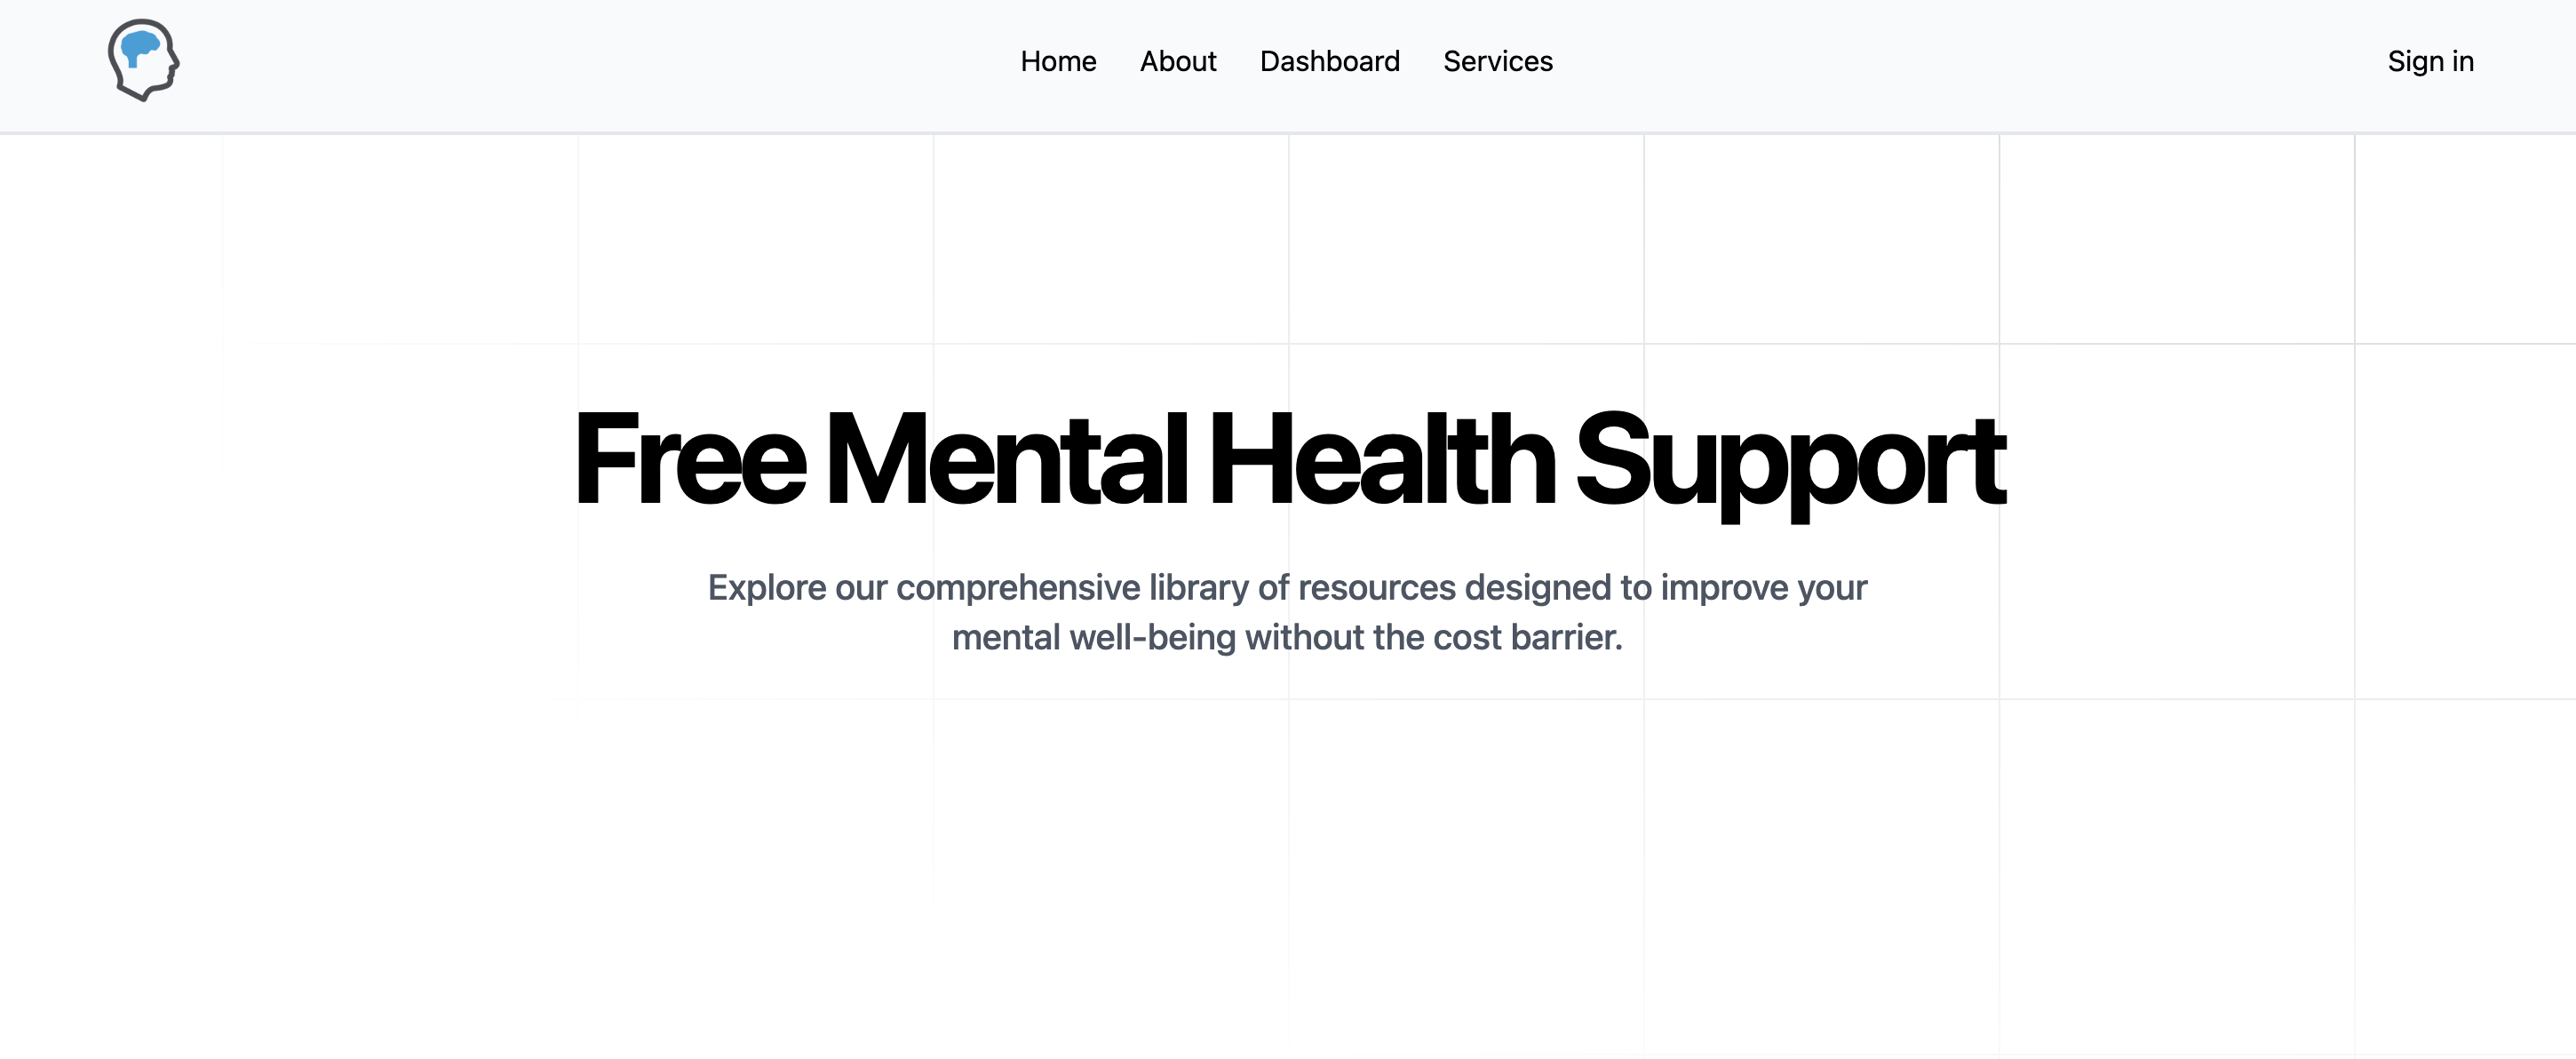 Home About Dashboard Services Sign in
Free Mental Health Support
Explore our comprehensive library of resources designed to improve your
mental well-being without the cost barrier.